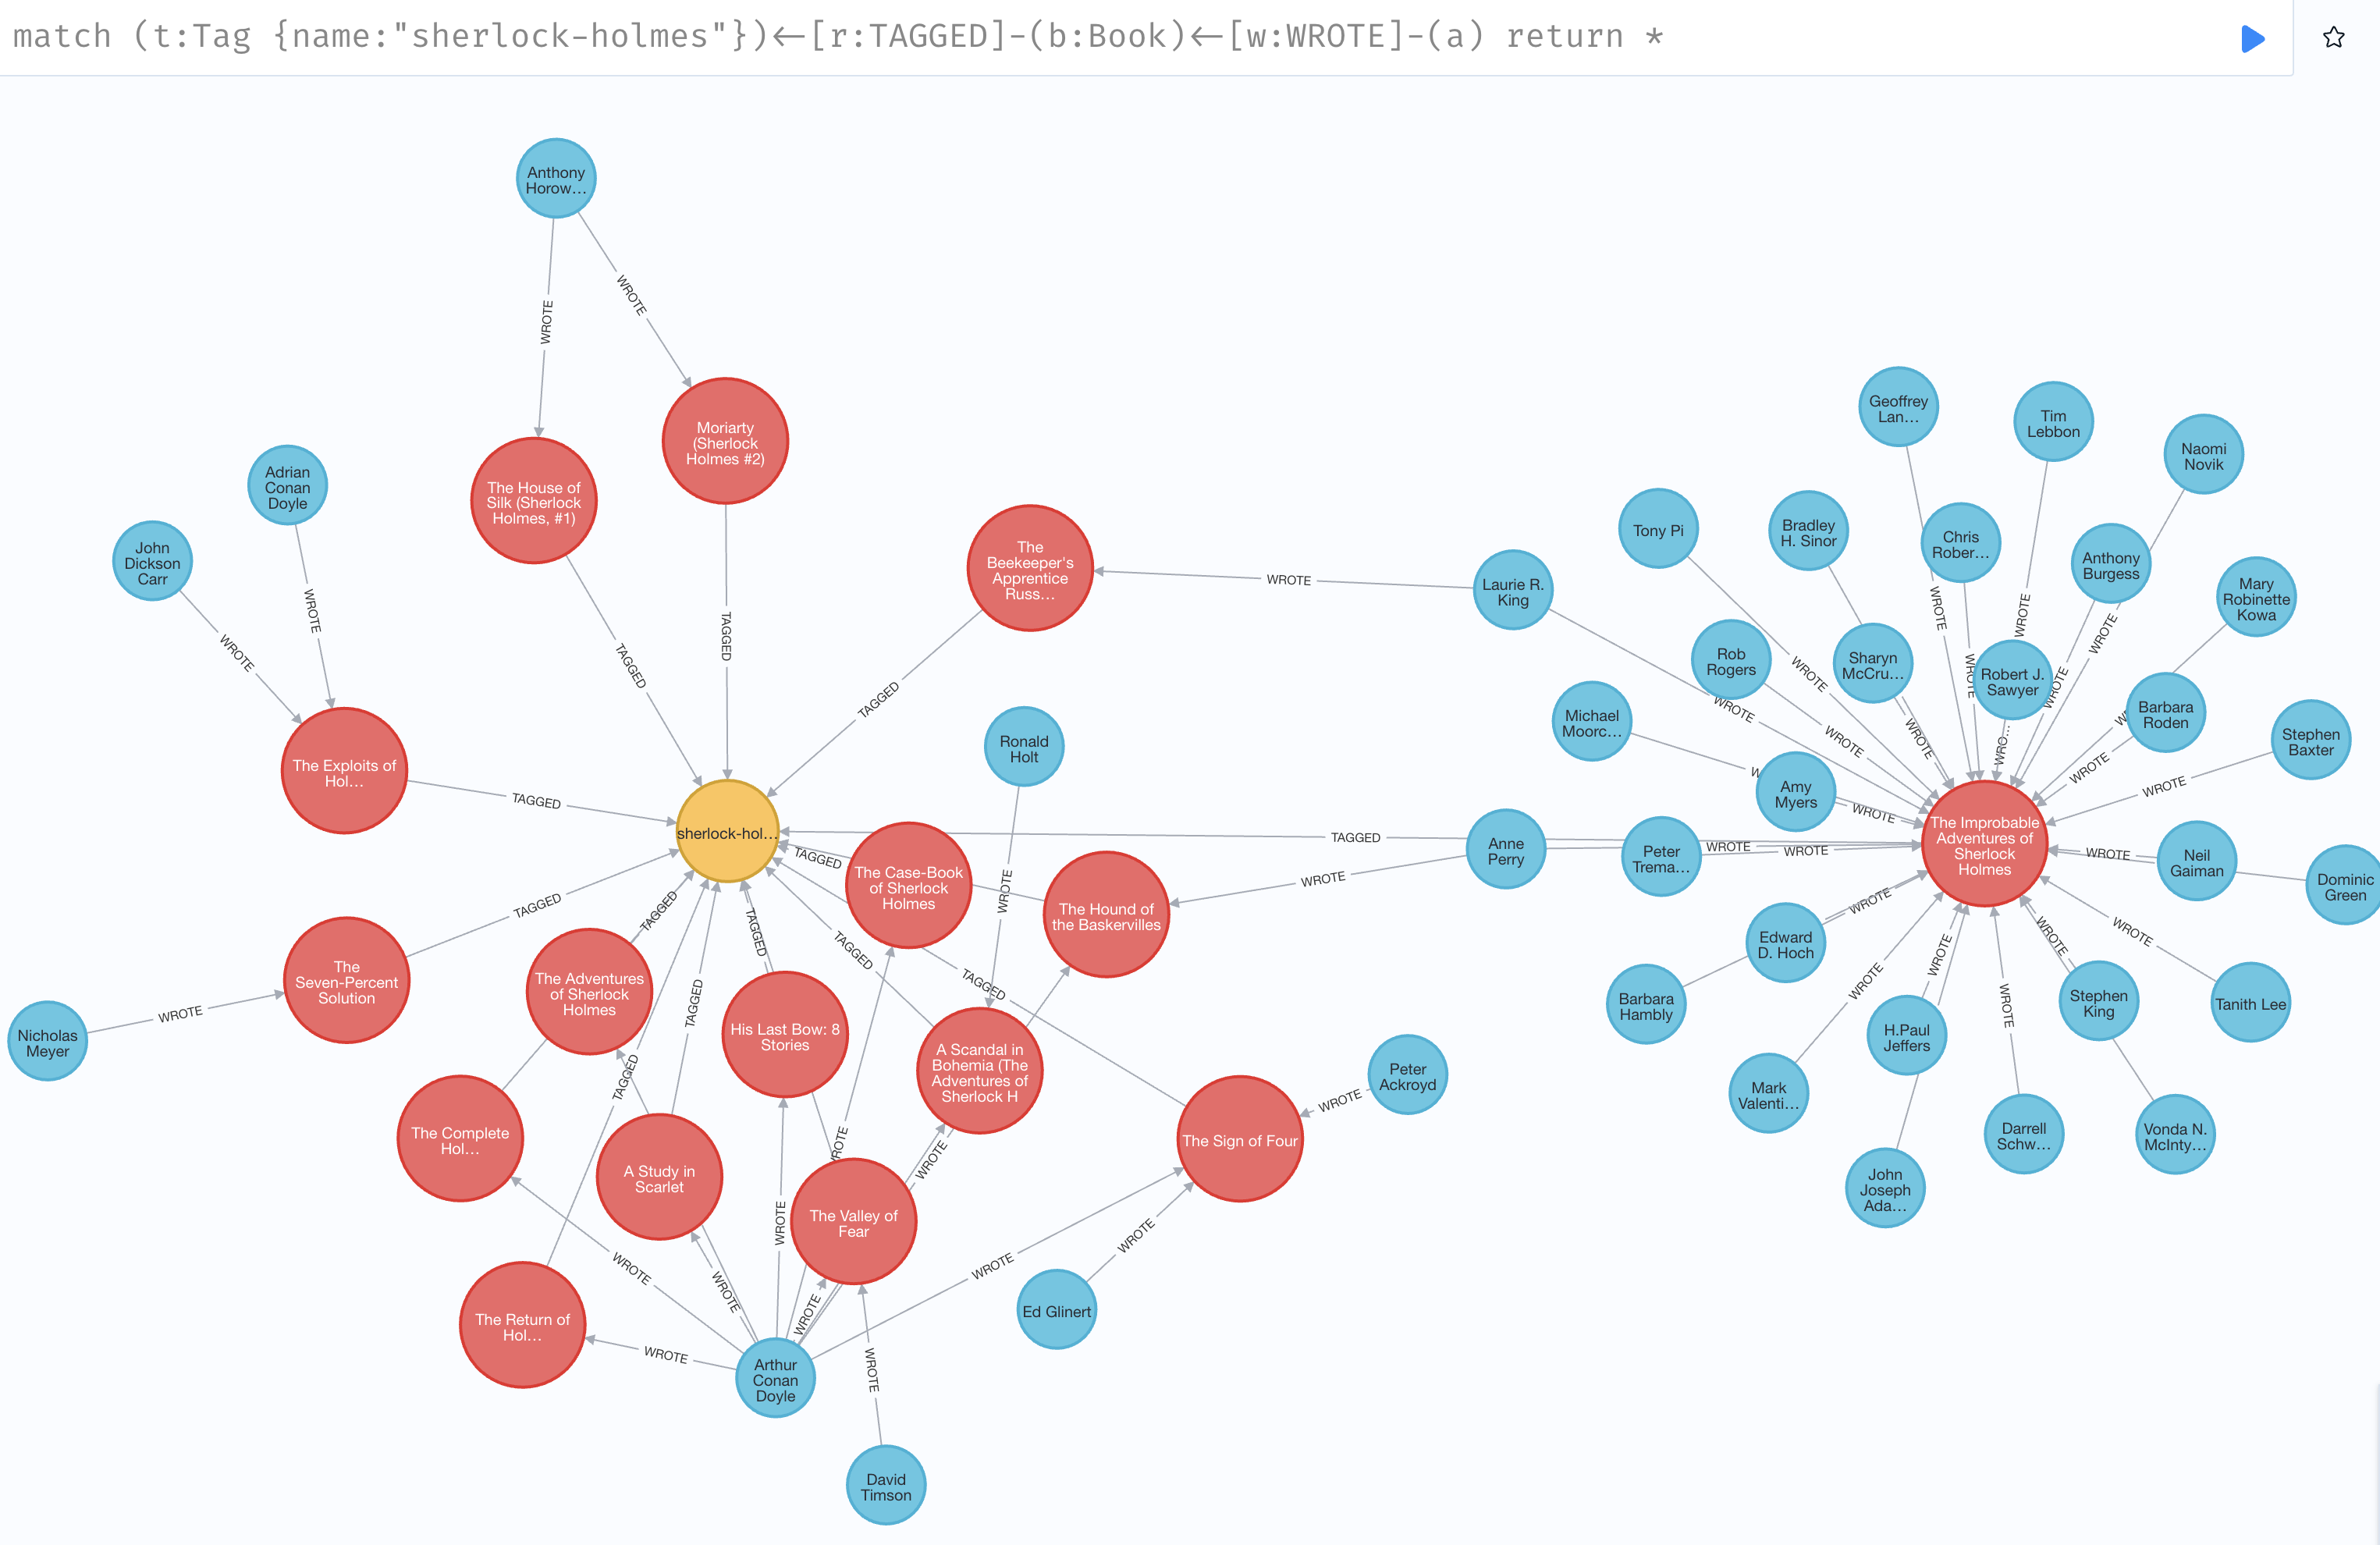 match (t:Tag {name:"sherlock-holmes"})<-[r:TAGGED]-(b:Book)<-[w:WROTE]-(a) return *
Anthony
Horow...
WROTE
WROTE
Moriarty
(Sherlock
Holmes #2)
The House of
Silk (Sherlock
Holmes, #1)
Adrian
Conan
Doyle
John
Dickson
Carr
WROTE
WROTE
The Exploits of
Hol...
TAGGED
TAGGED
TAGGED
The
Beekeeper's
Apprentice
Russ...
WROTE
Laurie R.
King
TAGGED
Ronald
Holt
WROTE
sherlock-hol...
TAGGED
TAGGED
The Case-Book
of Sherlock
Holmes
The Hound of
the Baskervilles
WROTE
Anne
Perry
TAGGED
The
Seven-Percent
Solution
WROTE
Nicholas
Meyer
TAGGED
The Adventures
of Sherlock
Holmes
TAGGED
TAGGED
His Last Bow: 8
Stories
TAGGED
TAGGED
A Scandal in
Bohemia (The
Adventures of
Sherlock H
The Complete
Hol...
TAGGED
A Study in
Scarlet
WROTE
WROTE
The Valley of
Fear
The Sign of Four
WROTE
Peter
Ackroyd
The Return of
Hol...
WROTE
WROTE
WROTE
WROTE
WROTE
WROTE
WROTE
Ed Glinert
Arthur
Conan
Doyle
WROTE
David
Timson
Geoffrey
Lan...
Tim
Lebbon
Naomi
Novik
Tony Pi
Bradley
H. Sinor
Chris
Rober...
Anthony
Burgess
Mary
Robinette
Kowa
WROTE
WROTE
WROTE
Rob
Rogers
Sharyn
McCru...
WROTE
WROTE
Robert J.
Sawyer
WROTE
Barbara
Roden
Michael
Moorc...
WROTE
WROTE
WROTE
WRO...
WROTE
Stephen
Baxter
Amy
Myers
WROTE
WROTE
The Improbable
Adventures of
Sherlock
Holmes
Peter
Trema...
WROTE
WROTE
WROTE
Neil
Gaiman
Dominic
Green
Edward
D. Hoch
WROTE
WROTE
WROTE
WROTE
WROTE
WROTE
Barbara
Hambly
Stephen
King
Tanith Lee
H.Paul
Jeffers
Mark
Valenti...
Darrell
Schw...
Vonda N.
McInty...
John
Joseph
Ada...